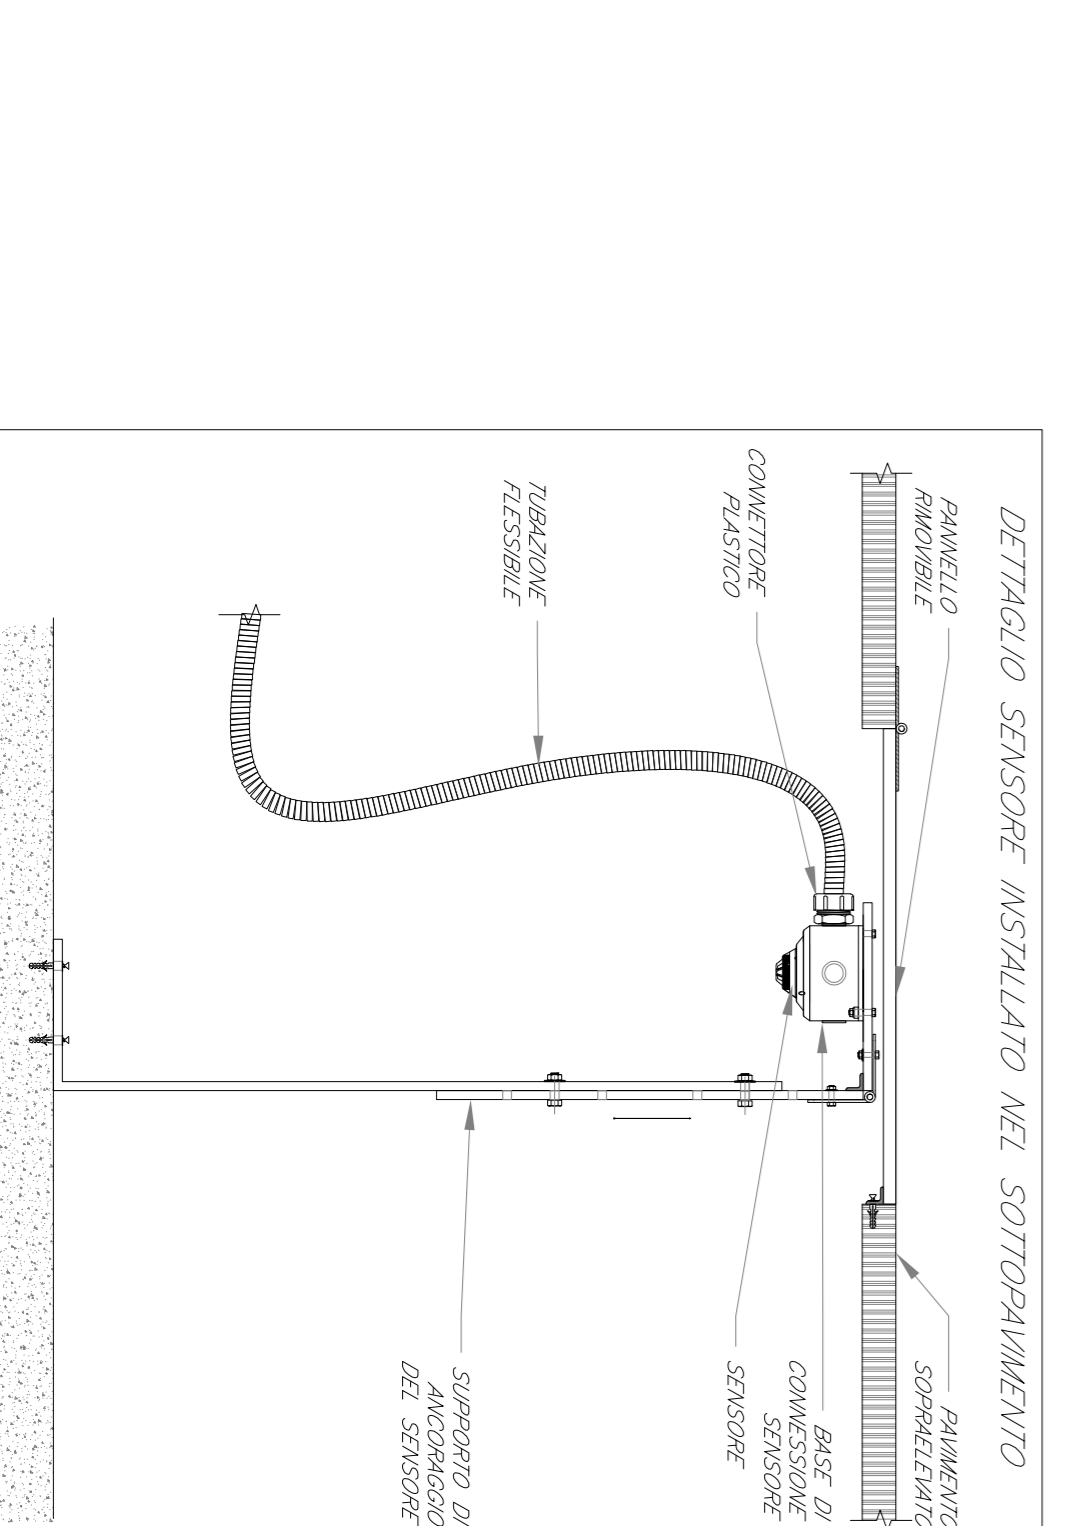 DETTAGLIO SENSORE INSTALLATO NEL SOTTOPAVIMENTO
PANNELLO
RIMOVIBILE
PAVIMENTO
SOPRAELEVATO
CONNETTORE
PLASTICO
BASE DI
CONNESSIONE
SENSORE
SENSORE
TUBAZIONE
FLESSIBILE
SUPPORTO DI
ANCORAGGIO
DEL SENSORE